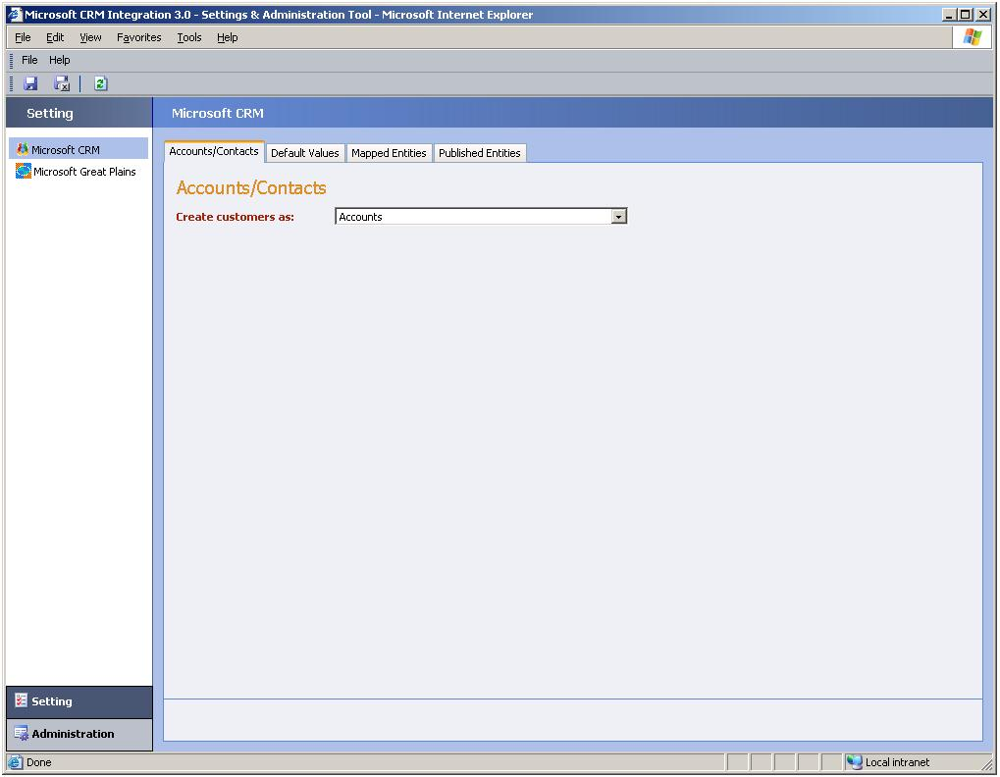 Microsoft CRM Integration 3.0 - Settings & Administration Tool - Microsoft Internet Explorer
File Edit View Favorites Tools Help
File Help
Setting
Microsoft CRM
Microsoft CRM
Microsoft Great Plains
Accounts/Contacts Default Values Mapped Entities Published Entities
Accounts/Contacts
Create customers as: Accounts
Setting
Administration
Done
Local intranet